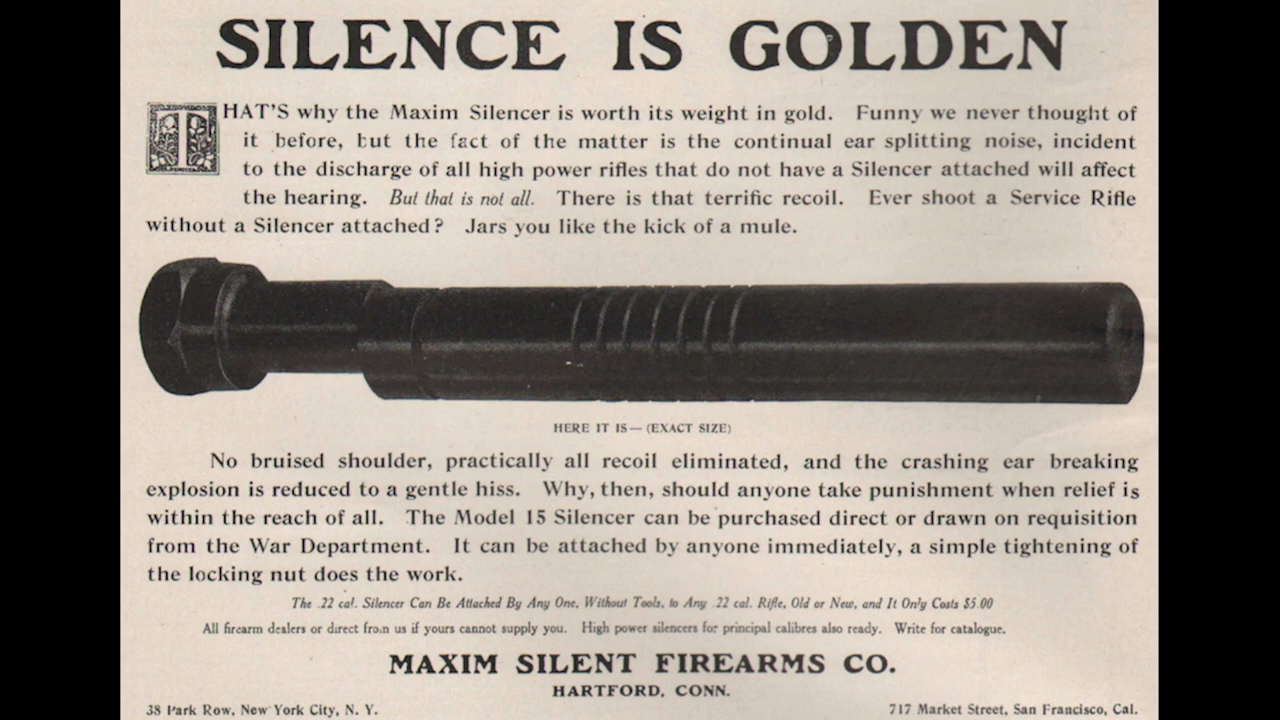 SILENCE IS GOLDEN
THAT'S why the Maxim Silencer is worth its weight in gold. Funny we never thought of
it before, but the fact of the matter is the continual ear splitting noise, incident
to the discharge of all high power rifles that do not have a Silencer attached will affect
the hearing. But that is not all. There is that terrific recoil. Ever shoot a Service Rifle
without a Silencer attached? Jars you like the kick of a mule.
HERE IT IS— (EXACT SIZE)
No bruised shoulder, practically all recoil eliminated, and the crashing ear breaking
explosion is reduced to a gentle hiss. Why, then, should anyone take punishment when relief is
within the reach of all. The Model 15 Silencer can be purchased direct or drawn on requisition
from the War Department. It can be attached by anyone immediately, a simple tightening of
the locking nut does the work.
The .22 cal. Silencer Can Be Attached By Any One, Without Tools, to Any .22 cal. Rifle, Old or New, and It Only Costs $5.00
All firearm dealers or direct from us if yours cannot supply you. High power silencers for principal calibres also ready. Write for catalogue.
MAXIM SILENT FIREARMS CO.
HARTFORD, CONN.
38 Park Row, New York City, N. Y.
717 Market Street, San Francisco, Cal.